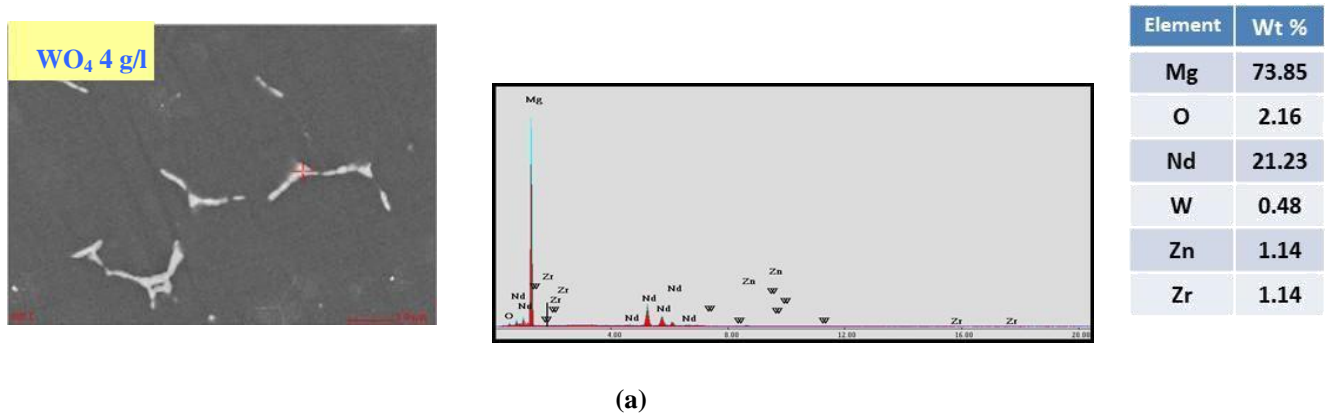 WO₄ 4 g/l
Mg
Zr
Zn
Zn
W
Nd
Zr
W
Nd
Zr
Nd
Nd
W
W
W
O
W
Nd
Nd
Nd
W
W
Zr
Zr
4.00 8.00 12.00 16.00 20.00
Element Wt %
Mg 73.85
O 2.16
Nd 21.23
W 0.48
Zn 1.14
Zr 1.14
(a)